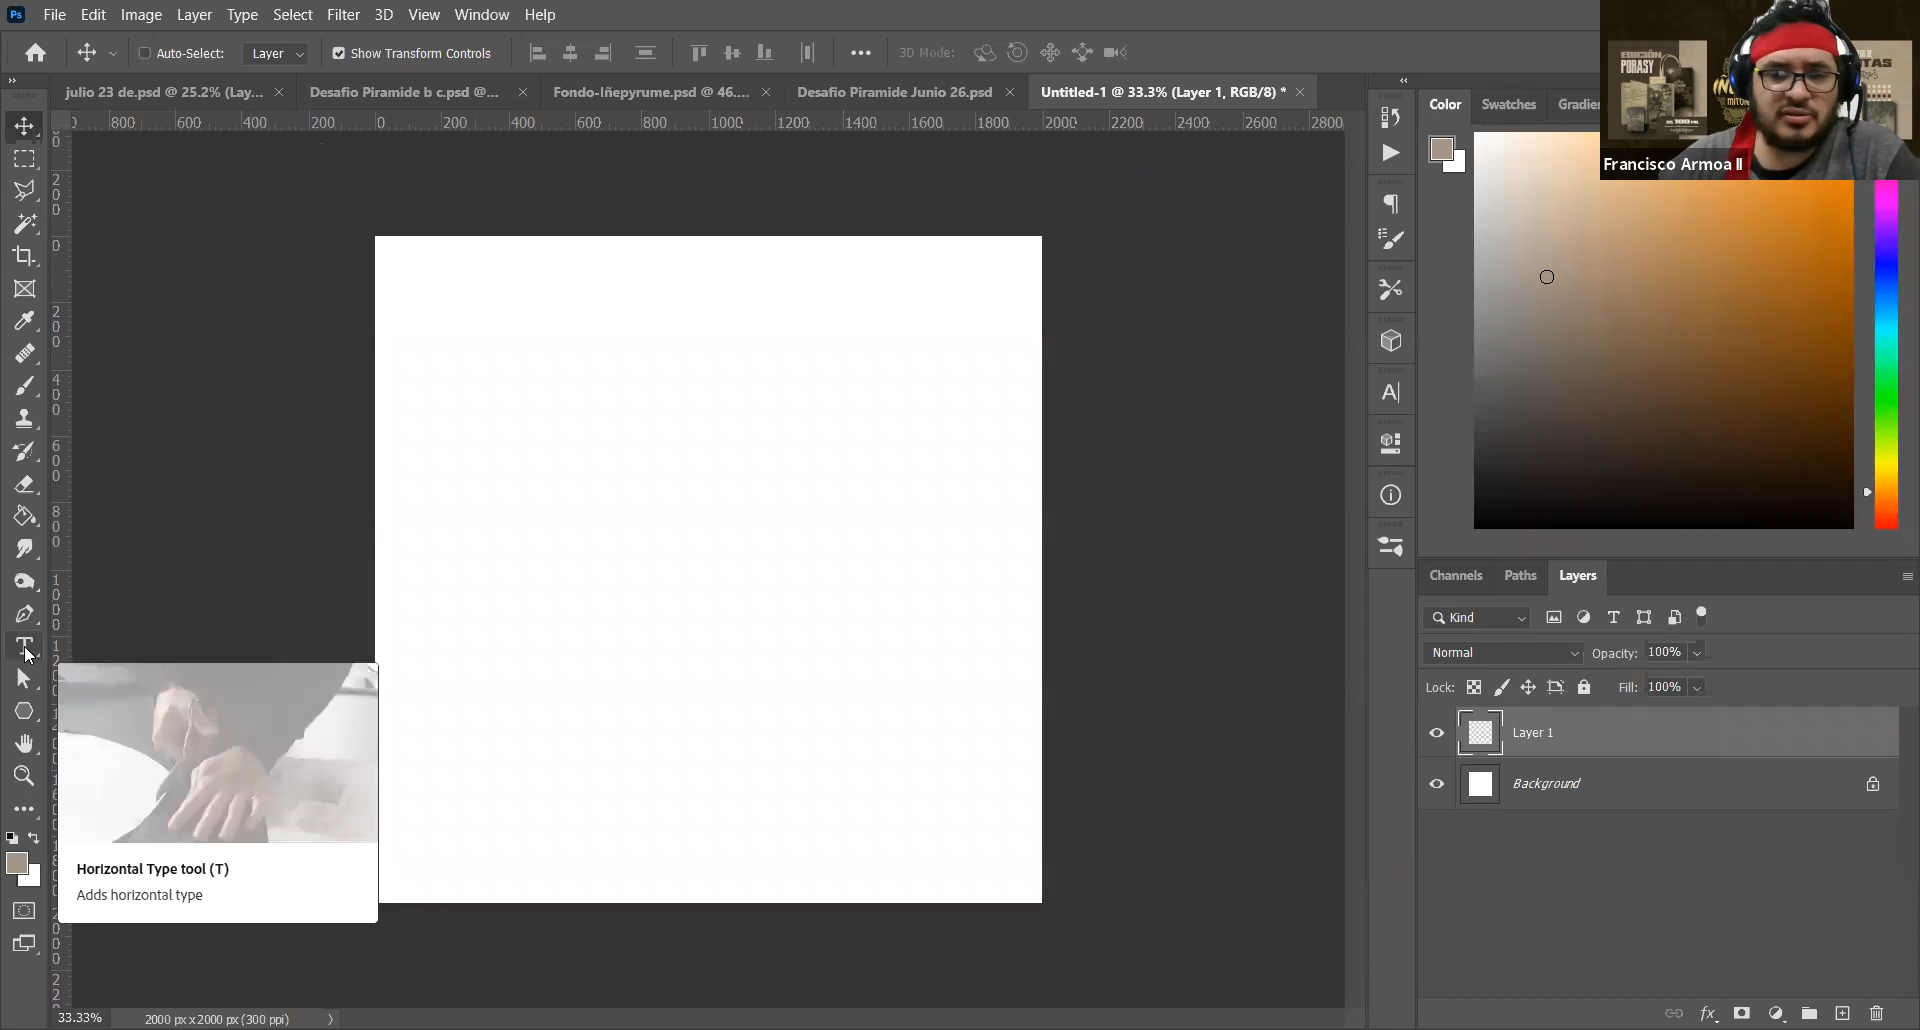 Ps File Edit Image Layer Type Select Filter 3D View Window Help
Auto-Select: Layer Show Transform Controls 3D Mode:
julio 23 de.psd @ 25.2% (Lay... Desafio Piramide b c.psd @... Fondo-Iñepyrume.psd @ 46.... Desafio Piramide Junio 26.psd Untitled-1 @ 33.3% (Layer 1, RGB/8) *
800 600 400 200 0 200 400 600 800 1000 1200 1400 1600 1800 2000 2200 2400 2600 2800
EDICIÓN
PORASY
Francisco Armoa II
Color Swatches Gradien
Channels Paths Layers
Kind
Normal Opacity: 100%
Lock: Fill: 100%
Layer 1
Background
Horizontal Type tool (T)
Adds horizontal type
33.33% 2000 px x 2000 px (300 ppi)